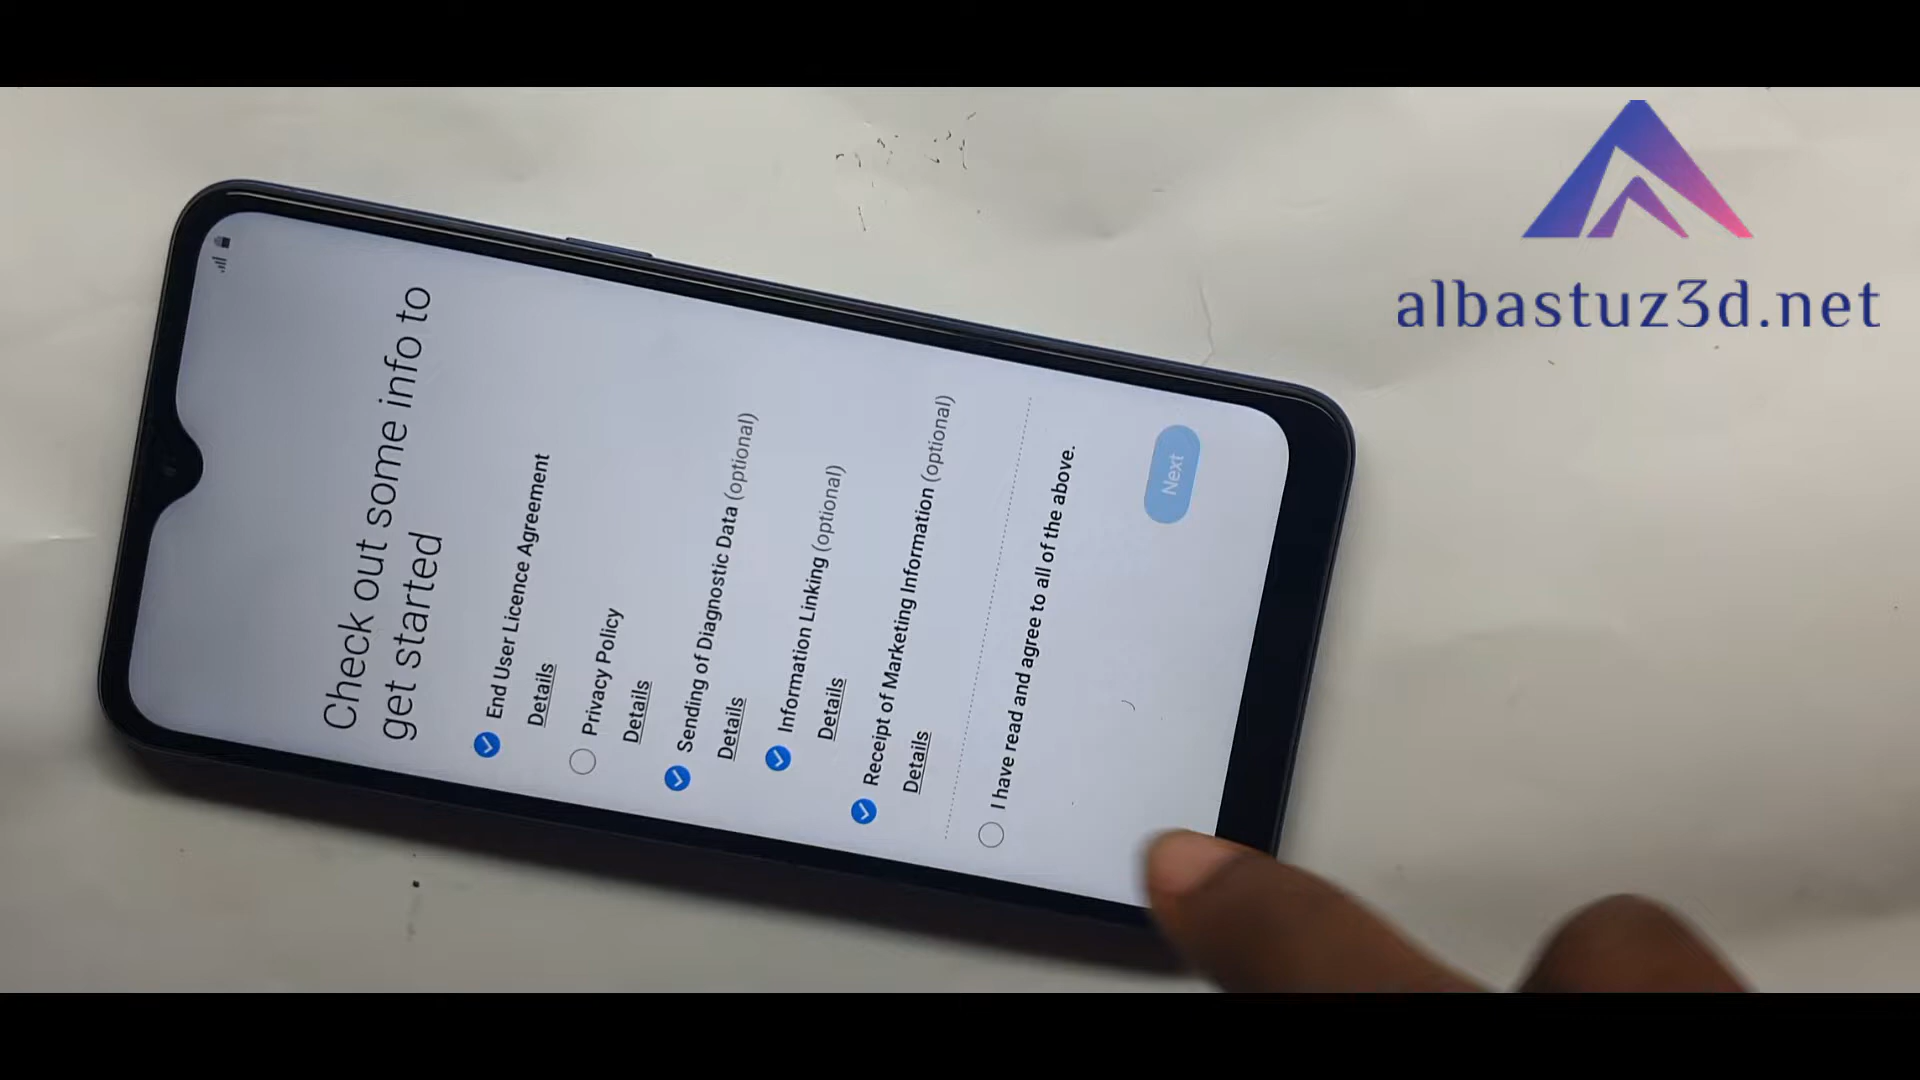 Check out some info to
get started
End User Licence Agreement
Details
Privacy Policy
Details
Sending of Diagnostic Data (optional)
Details
Information Linking (optional)
Details
Receipt of Marketing Information (optional)
Details
I have read and agree to all of the above.
Next
albastuz3d.net